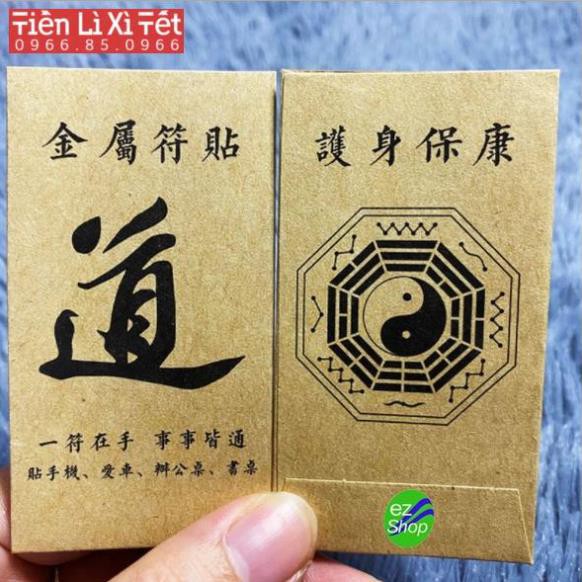 Tiền Lì Xì Tết
0966.85.0966
金屬符貼
道
一符在手 事事皆通
貼手機、愛車、辦公桌、書桌
護身保康
ez
Shop